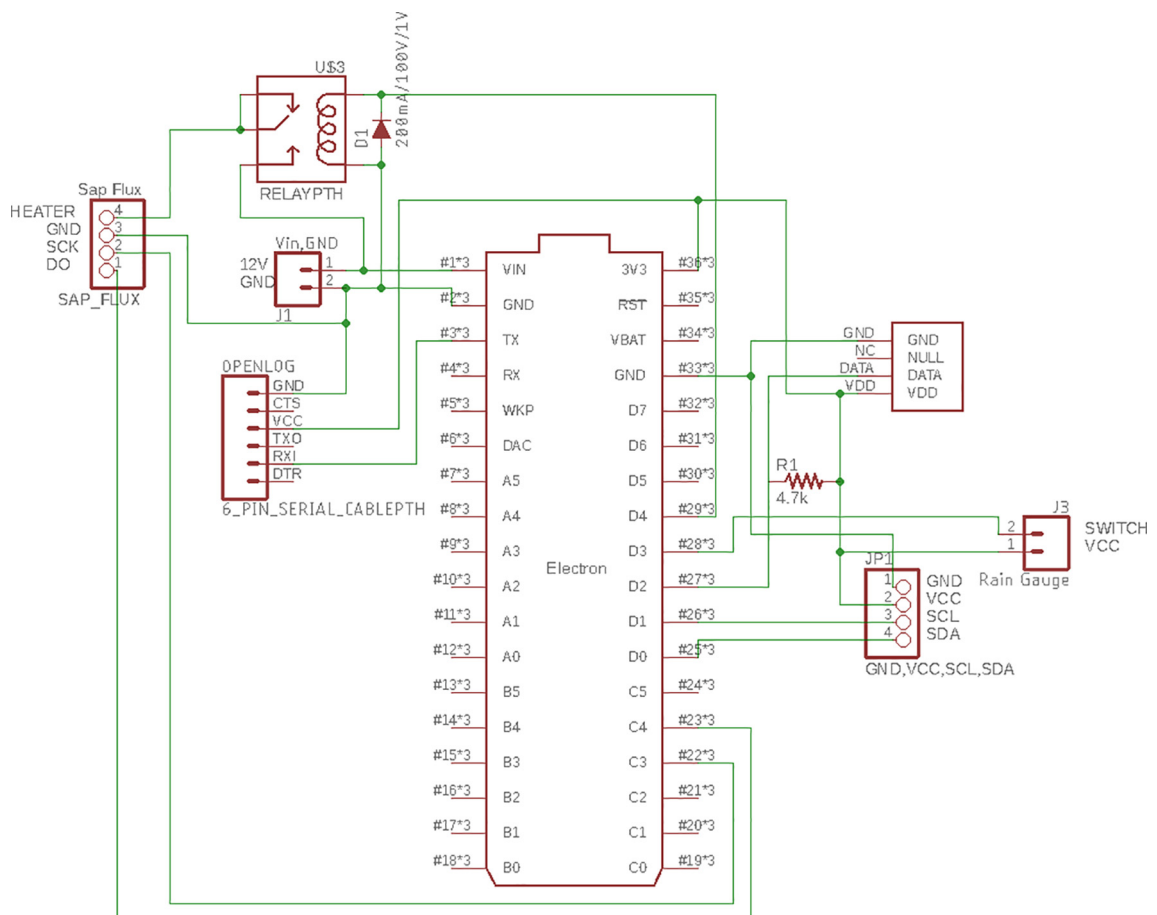 U$3
D1
200mA/100V/1V
RELAYPTH
Sap Flux
HEATER 4
GND 3
SCK 2
DO 1
SAP_FLUX
Vin,GND
12V 1
GND 2
J1
OPENLOG
GND
CTS
VCC
TXO
RXI
DTR
6_PIN_SERIAL_CABLEPTH
#1*3 VIN 3V3 #36*3
#2*3 GND RST #35*3
#3*3 TX VBAT #34*3
#4*3 RX GND #33*3
#5*3 WKP D7 #32*3
#6*3 DAC D6 #31*3
#7*3 A5 D5 #30*3
#8*3 A4 D4 #29*3
#9*3 A3 D3 #28*3
Electron
#10*3 A2 D2 #27*3
#11*3 A1 D1 #26*3
#12*3 A0 D0 #25*3
#13*3 B5 C5 #24*3
#14*3 B4 C4 #23*3
#15*3 B3 C3 #22*3
#16*3 B2 C2 #21*3
#17*3 B1 C1 #20*3
#18*3 B0 C0 #19*3
GND GND
NC NULL
DATA DATA
VDD VDD
R1
4.7k
J3
2 SWITCH
1 VCC
Rain Gauge
JP1
1 GND
2 VCC
3 SCL
4 SDA
GND,VCC,SCL,SDA